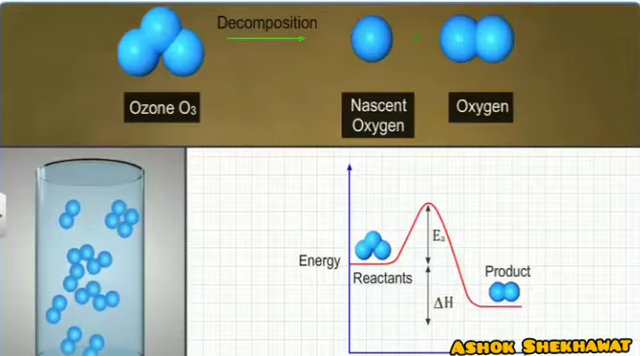 Decomposition
Ozone O₃
Nascent
Oxygen
+
Oxygen
Energy
Reactants
Eₐ
ΔH
Product
ASHOK SHEKHAWAT